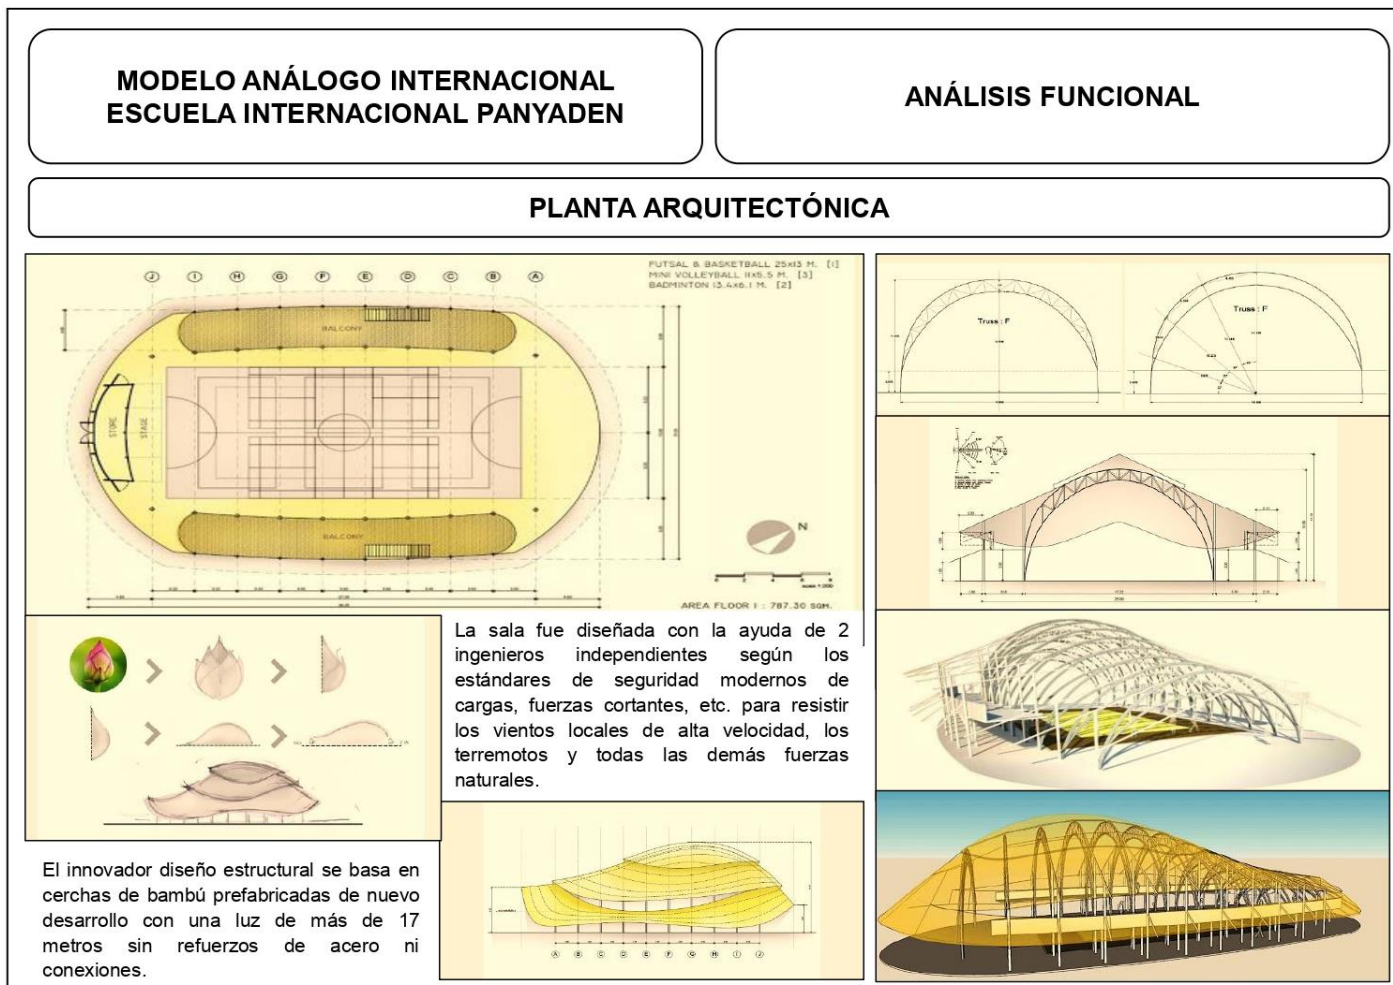 MODELO ANÁLOGO INTERNACIONAL
ESCUELA INTERNACIONAL PANYADEN
ANÁLISIS FUNCIONAL
PLANTA ARQUITECTÓNICA
J I H G F E D C B A
FUTSAL & BASKETBALL 25x13 M. [1]
MINI VOLLEYBALL 11x5.5 M. [3]
BADMINTON 13.4x6.1 M. [2]
BALCONY
STORE
STAGE
BALCONY
N
AREA FLOOR 1 : 787.30 SQM.
Truss : F
Truss : F
La sala fue diseñada con la ayuda de 2
ingenieros independientes según los
estándares de seguridad modernos de
cargas, fuerzas cortantes, etc. para resistir
los vientos locales de alta velocidad, los
terremotos y todas las demás fuerzas
naturales.
El innovador diseño estructural se basa en
cerchas de bambú prefabricadas de nuevo
desarrollo con una luz de más de 17
metros sin refuerzos de acero ni
conexiones.
A B C D E F G H I J